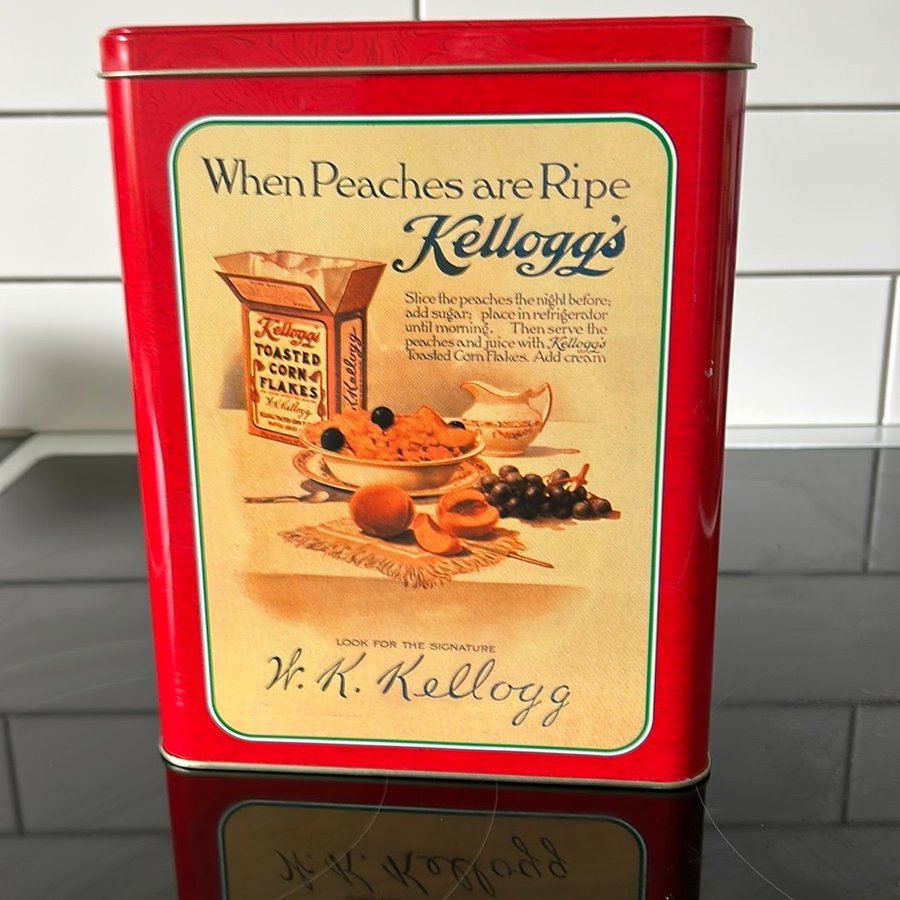 When Peaches are Ripe
Kellogg's
Slice the peaches the night before;
add sugar; place in refrigerator
until morning. Then serve the
peaches and juice with Kellogg's
Toasted Corn Flakes. Add cream
Kellogg's
TOASTED
CORN
FLAKES
W.K.Kellogg
Kellogg
LOOK FOR THE SIGNATURE
W. K. Kellogg